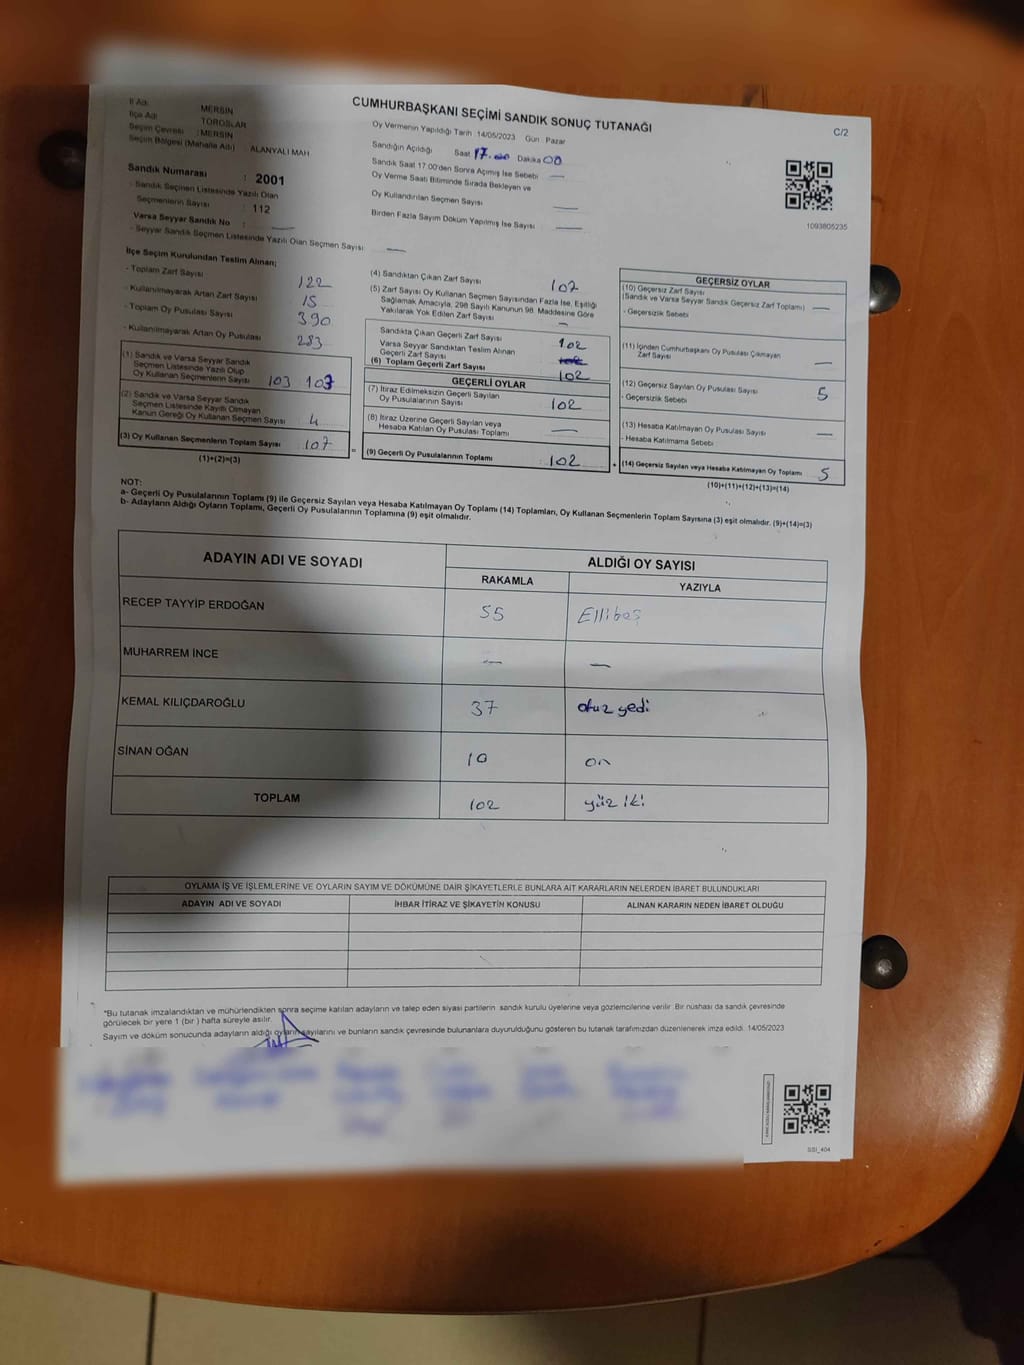 CUMHURBAŞKANI SEÇİMİ SANDIK SONUÇ TUTANAĞI
C/2
İl Adı : MERSİN
İlçe Adı : TOROSLAR
Seçim Çevresi : MERSİN
Seçim Bölgesi (Mahalle Adı) : ALANYALI MAH
Sandık Numarası : 2001
- Sandık Seçmen Listesinde Yazılı Olan
Seçmenlerin Sayısı : 112
Varsa Seyyar Sandık No : —
- Seyyar Sandık Seçmen Listesinde Yazılı Olan Seçmen Sayısı —
Oy Vermenin Yapıldığı Tarih : 14/05/2023 Gün : Pazar
Sandığın Açıldığı Saat 17.00 Dakika 00
Sandık Saat 17.00'den Sonra Açmış İse Sebebi —
Oy Verme Saati Bitiminde Sırada Bekleyen ve
Oy Kullandırılan Seçmen Sayısı —
Birden Fazla Sayım Döküm Yapılmış İse Sayısı —
1093805235
İlçe Seçim Kurulundan Teslim Alınan;
- Toplam Zarf Sayısı 122
- Kullanılmayarak Artan Zarf Sayısı 15
- Toplam Oy Pusulası Sayısı 390
- Kullanılmayarak Artan Oy Pusulası 283
(1) Sandık ve Varsa Seyyar Sandık
Seçmen Listesinde Yazılı Olup
Oy Kullanan Seçmenlerin Sayısı 103 107
(2) Sandık ve Varsa Seyyar Sandık
Seçmen Listesinde Kayıtlı Olmayan
Kanun Gereği Oy Kullanan Seçmen Sayısı 4
(3) Oy Kullanan Seçmenlerin Toplam Sayısı 107
(1)+(2)=(3)
(4) Sandıktan Çıkan Zarf Sayısı 107
(5) Zarf Sayısı Oy Kullanan Seçmen Sayısından Fazla İse, Eşitliği
Sağlamak Amacıyla, 298 Sayılı Kanunun 98. Maddesine Göre
Yakılarak Yok Edilen Zarf Sayısı —
Sandıkta Çıkan Geçerli Zarf Sayısı 102
Varsa Seyyar Sandıktan Teslim Alınan
Geçerli Zarf Sayısı
(6) Toplam Geçerli Zarf Sayısı 102
GEÇERLİ OYLAR
(7) İtiraz Edilmeksizin Geçerli Sayılan
Oy Pusulalarının Sayısı 102
(8) İtiraz Üzerine Geçerli Sayılan veya
Hesaba Katılan Oy Pusulası Toplamı —
(9) Geçerli Oy Pusulalarının Toplamı 102
GEÇERSİZ OYLAR
(10) Geçersiz Zarf Sayısı
(Sandık ve Varsa Seyyar Sandık Geçersiz Zarf Toplamı) —
- Geçersizlik Sebebi
(11) İçinden Cumhurbaşkanı Oy Pusulası Çıkmayan
Zarf Sayısı —
(12) Geçersiz Sayılan Oy Pusulası Sayısı 5
- Geçersizlik Sebebi
(13) Hesaba Katılmayan Oy Pusulası Sayısı —
- Hesaba Katılmama Sebebi
(14) Geçersiz Sayılan veya Hesaba Katılmayan Oy Toplamı 5
(10)+(11)+(12)+(13)=(14)
NOT:
a- Geçerli Oy Pusulalarının Toplamı (9) ile Geçersiz Sayılan veya Hesaba Katılmayan Oy Toplamı (14) Toplamları, Oy Kullanan Seçmenlerin Toplam Sayısına (3) eşit olmalıdır. (9)+(14)=(3)
b- Adayların Aldığı Oyların Toplamı, Geçerli Oy Pusulalarının Toplamına (9) eşit olmalıdır.
ADAYIN ADI VE SOYADI
ALDIĞI OY SAYISI
RAKAMLA YAZIYLA
RECEP TAYYİP ERDOĞAN 55 Ellibeş
MUHARREM İNCE — —
KEMAL KILIÇDAROĞLU 37 otuz yedi
SİNAN OĞAN 10 on
TOPLAM 102 yüz iki
OYLAMA İŞ VE İŞLEMLERİNE VE OYLARIN SAYIM VE DÖKÜMÜNE DAİR ŞİKAYETLERLE BUNLARA AİT KARARLARIN NELERDEN İBARET BULUNDUKLARI
ADAYIN ADI VE SOYADI İHBAR İTİRAZ VE ŞİKAYETİN KONUSU ALINAN KARARIN NEDEN İBARET OLDUĞU
*Bu tutanak imzalandıktan ve mühürlendikten sonra seçime katılan adayların ve talep eden siyasi partilerin sandık kurulu üyelerine veya gözlemcilerine verilir. Bir nüshası da sandık çevresinde
görülecek bir yere 1 (bir ) hafta süreyle asılır.
Sayım ve döküm sonucunda adayların aldığı oyların sayılarını ve bunların sandık çevresinde bulunanlara duyurulduğunu gösteren bu tutanak tarafımızdan düzenlenerek imza edildi. 14/05/2023
SSİ_404